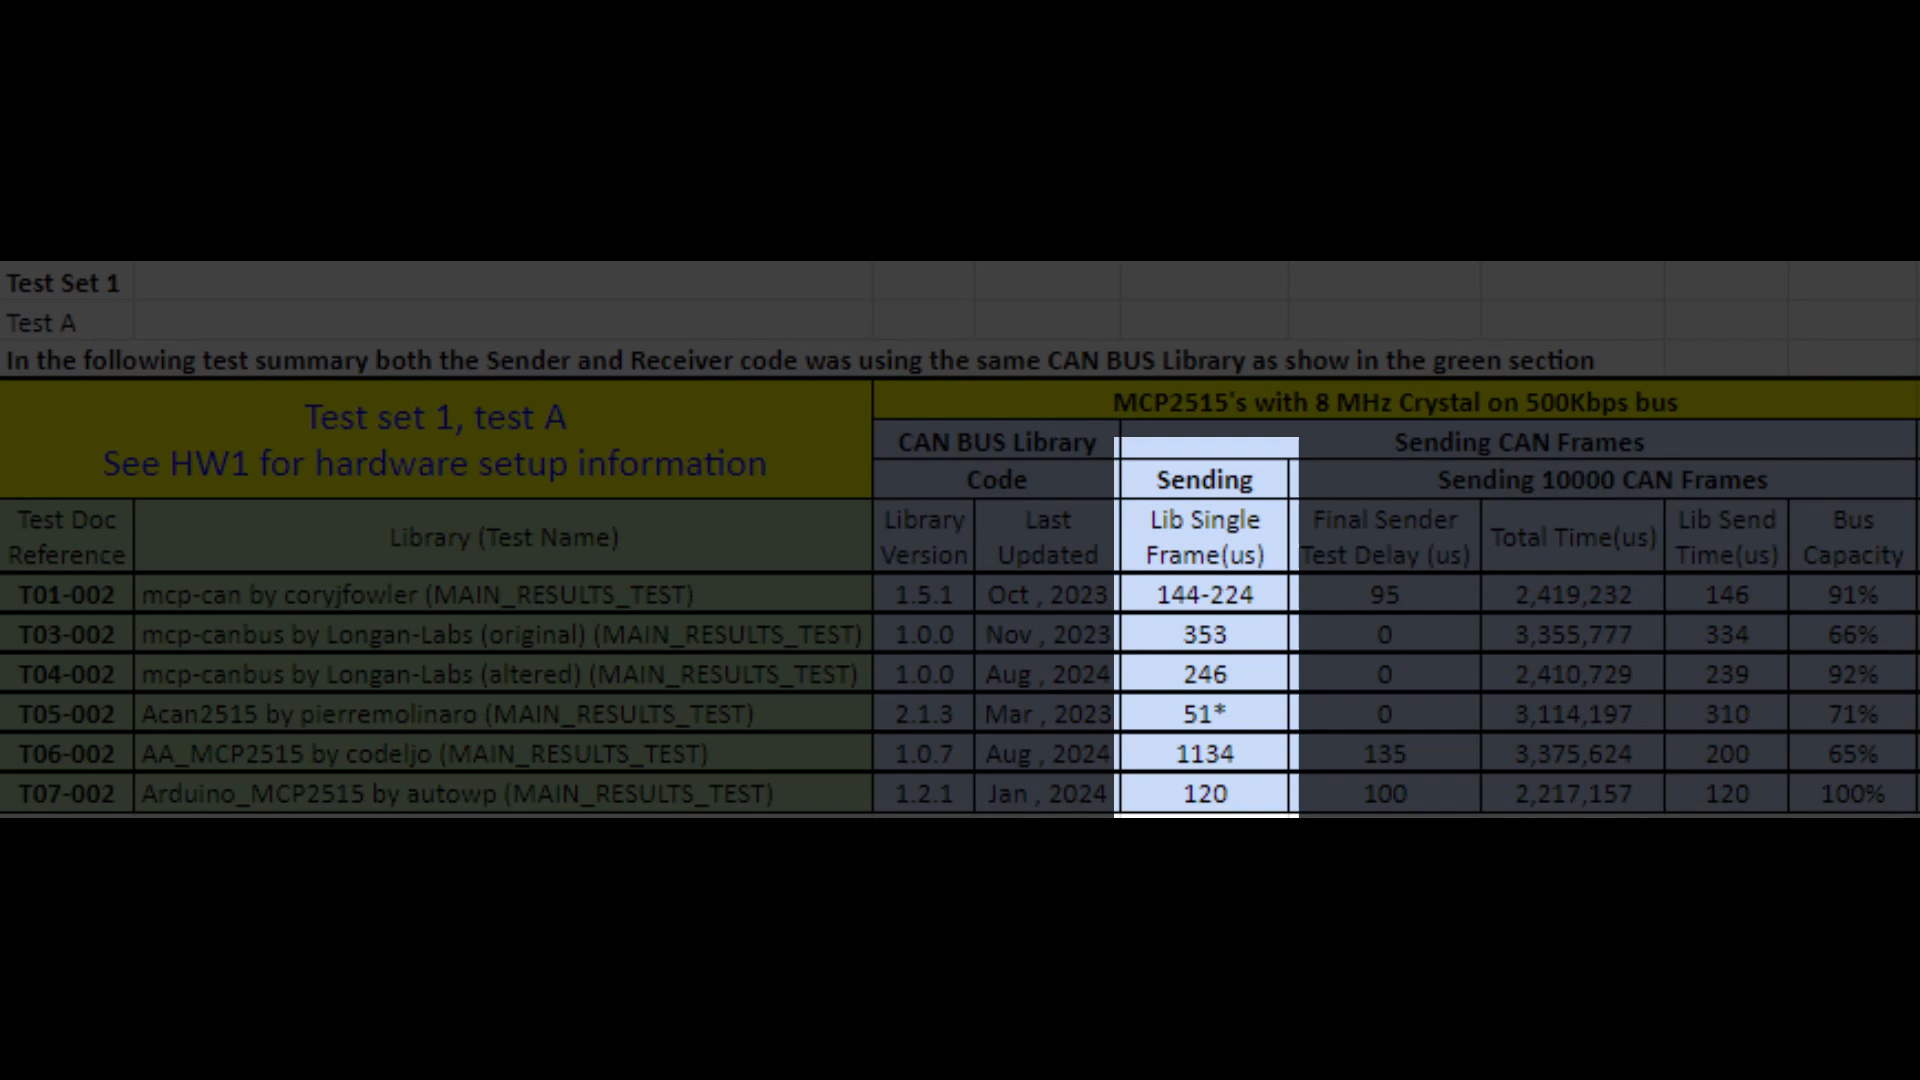 Test Set 1
Test A
In the following test summary both the Sender and Receiver code was using the same CAN BUS Library as show in the green section
Test set 1, test A
See HW1 for hardware setup information
MCP2515's with 8 MHz Crystal on 500Kbps bus
CAN BUS Library Sending CAN Frames
Code Sending Sending 10000 CAN Frames
Test Doc Reference Library (Test Name) Library Version Last Updated Lib Single Frame(us) Final Sender Test Delay (us) Total Time(us) Lib Send Time(us) Bus Capacity
T01-002 mcp-can by coryjfowler (MAIN_RESULTS_TEST) 1.5.1 Oct , 2023 144-224 95 2,419,232 146 91%
T03-002 mcp-canbus by Longan-Labs (original) (MAIN_RESULTS_TEST) 1.0.0 Nov , 2023 353 0 3,355,777 334 66%
T04-002 mcp-canbus by Longan-Labs (altered) (MAIN_RESULTS_TEST) 1.0.0 Aug , 2024 246 0 2,410,729 239 92%
T05-002 Acan2515 by pierremolinaro (MAIN_RESULTS_TEST) 2.1.3 Mar , 2023 51* 0 3,114,197 310 71%
T06-002 AA_MCP2515 by codeljo (MAIN_RESULTS_TEST) 1.0.7 Aug , 2024 1134 135 3,375,624 200 65%
T07-002 Arduino_MCP2515 by autowp (MAIN_RESULTS_TEST) 1.2.1 Jan , 2024 120 100 2,217,157 120 100%